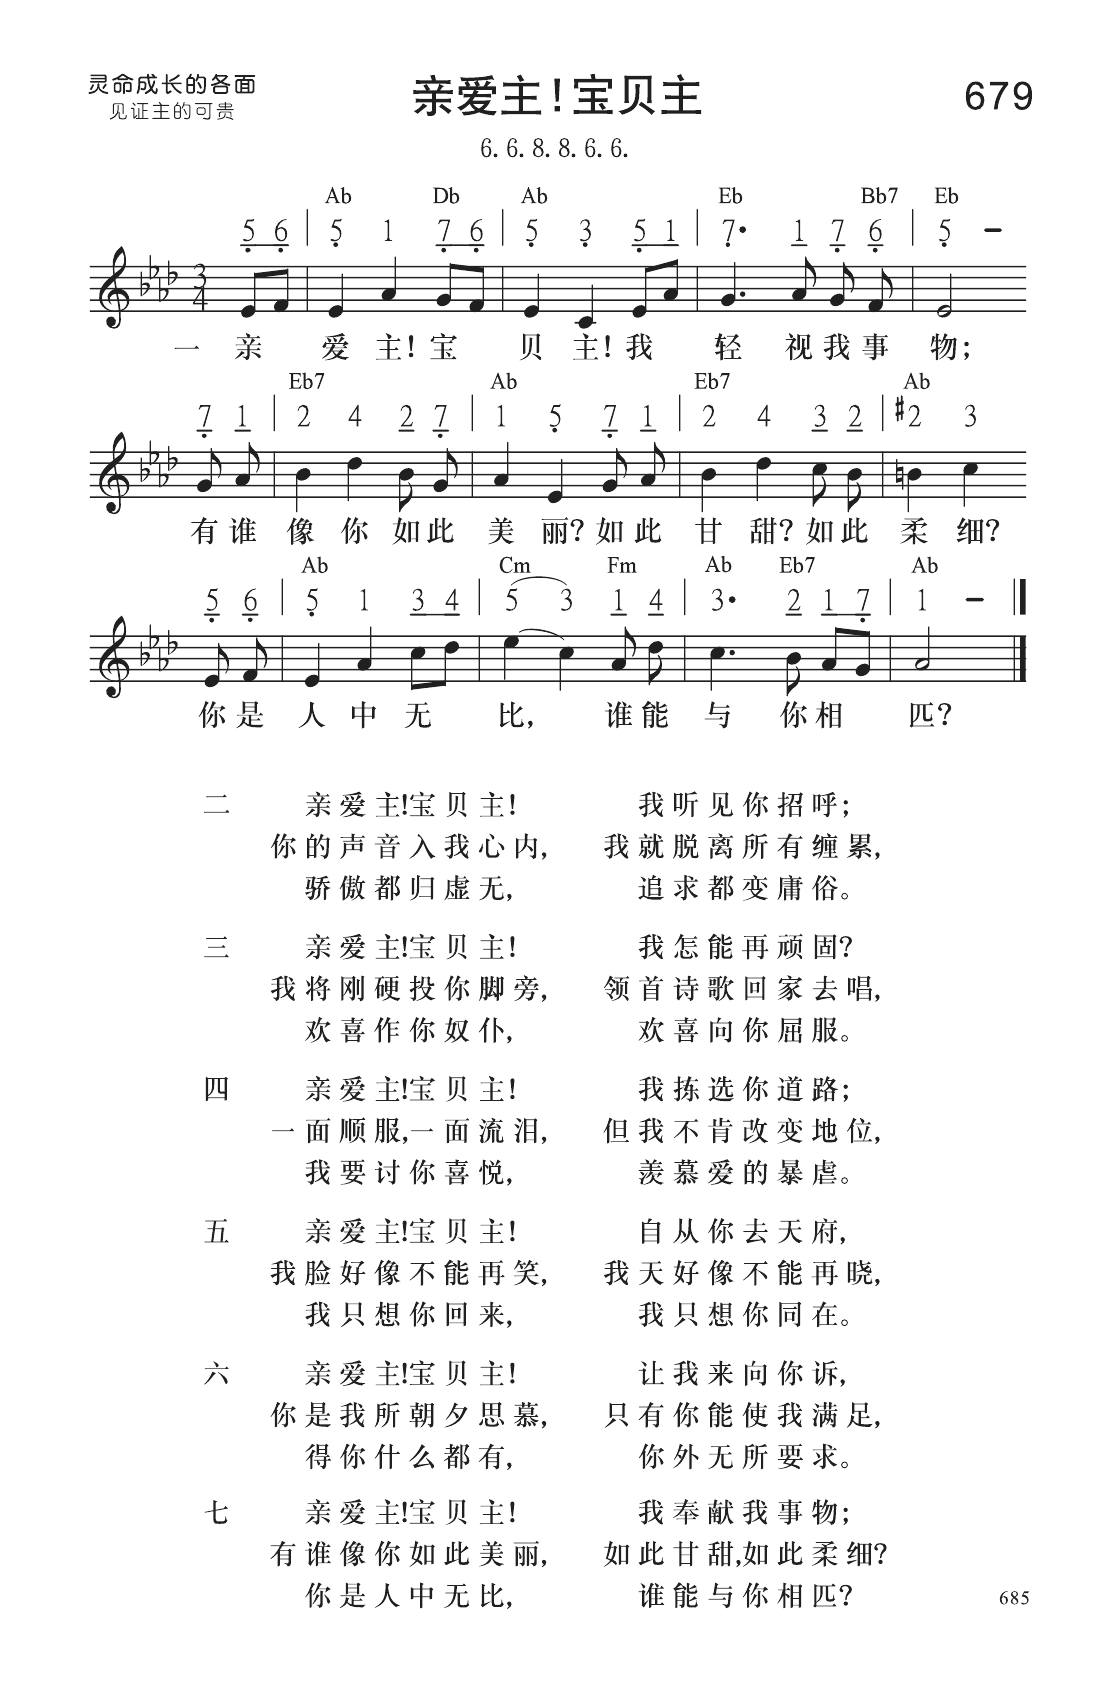 灵命成长的各面
见证主的可贵
亲爱主！宝贝主
679
6.6.8.8.6.6.
Ab Db Ab Eb Bb7 Eb
5 6 | 5 1 7 6 | 5 3 5 1 | 7· 1 7 6 | 5 –
3
4
一 亲 爱 主！宝 贝 主！我 轻 视 我 事 物；
Eb7 Ab Eb7 Ab
7 1 | 2 4 2 7 | 1 5 7 1 | 2 4 3 2 | #2 3
有 谁 像 你 如 此 美 丽？如 此 甘 甜？如 此 柔 细？
Ab Cm Fm Ab Eb7 Ab
5 6 | 5 1 3 4 | 5 3 1 4 | 3· 2 1 7 | 1 –
你 是 人 中 无 比， 谁 能 与 你 相 匹？
二 亲爱主！宝贝主！ 我听见你招呼；
你的声音入我心内， 我就脱离所有缠累，
骄傲都归虚无， 追求都变庸俗。
三 亲爱主！宝贝主！ 我怎能再顽固？
我将刚硬投你脚旁， 领首诗歌回家去唱，
欢喜作你奴仆， 欢喜向你屈服。
四 亲爱主！宝贝主！ 我拣选你道路；
一面顺服，一面流泪， 但我不肯改变地位，
我要讨你喜悦， 羡慕爱的暴虐。
五 亲爱主！宝贝主！ 自从你去天府，
我脸好像不能再笑， 我天好像不能再晓，
我只想你回来， 我只想你同在。
六 亲爱主！宝贝主！ 让我来向你诉，
你是我所朝夕思慕， 只有你能使我满足，
得你什么都有， 你外无所要求。
七 亲爱主！宝贝主！ 我奉献我事物；
有谁像你如此美丽， 如此甘甜，如此柔细？
你是人中无比， 谁能与你相匹？
685